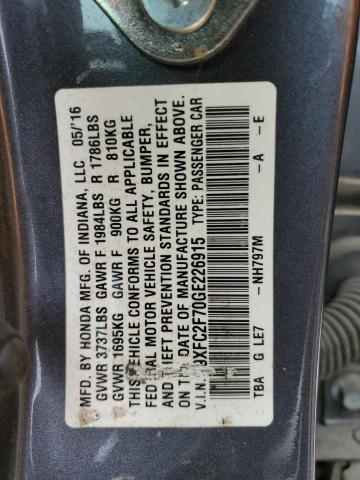 MFD. BY HONDA MFG. OF INDIANA, LLC 05/'16
GVWR 3737LBS GAWR F 1984LBS R 1786LBS
GVWR 1695KG GAWR F 900KG R 810KG
THIS VEHICLE CONFORMS TO ALL APPLICABLE
FEDERAL MOTOR VEHICLE SAFETY, BUMPER,
AND THEFT PREVENTION STANDARDS IN EFFECT
ON THE DATE OF MANUFACTURE SHOWN ABOVE.
V.I.N. 19XFC2F70GE226915 TYPE: PASSENGER CAR
TBA G LE7 -NH797M -A -E